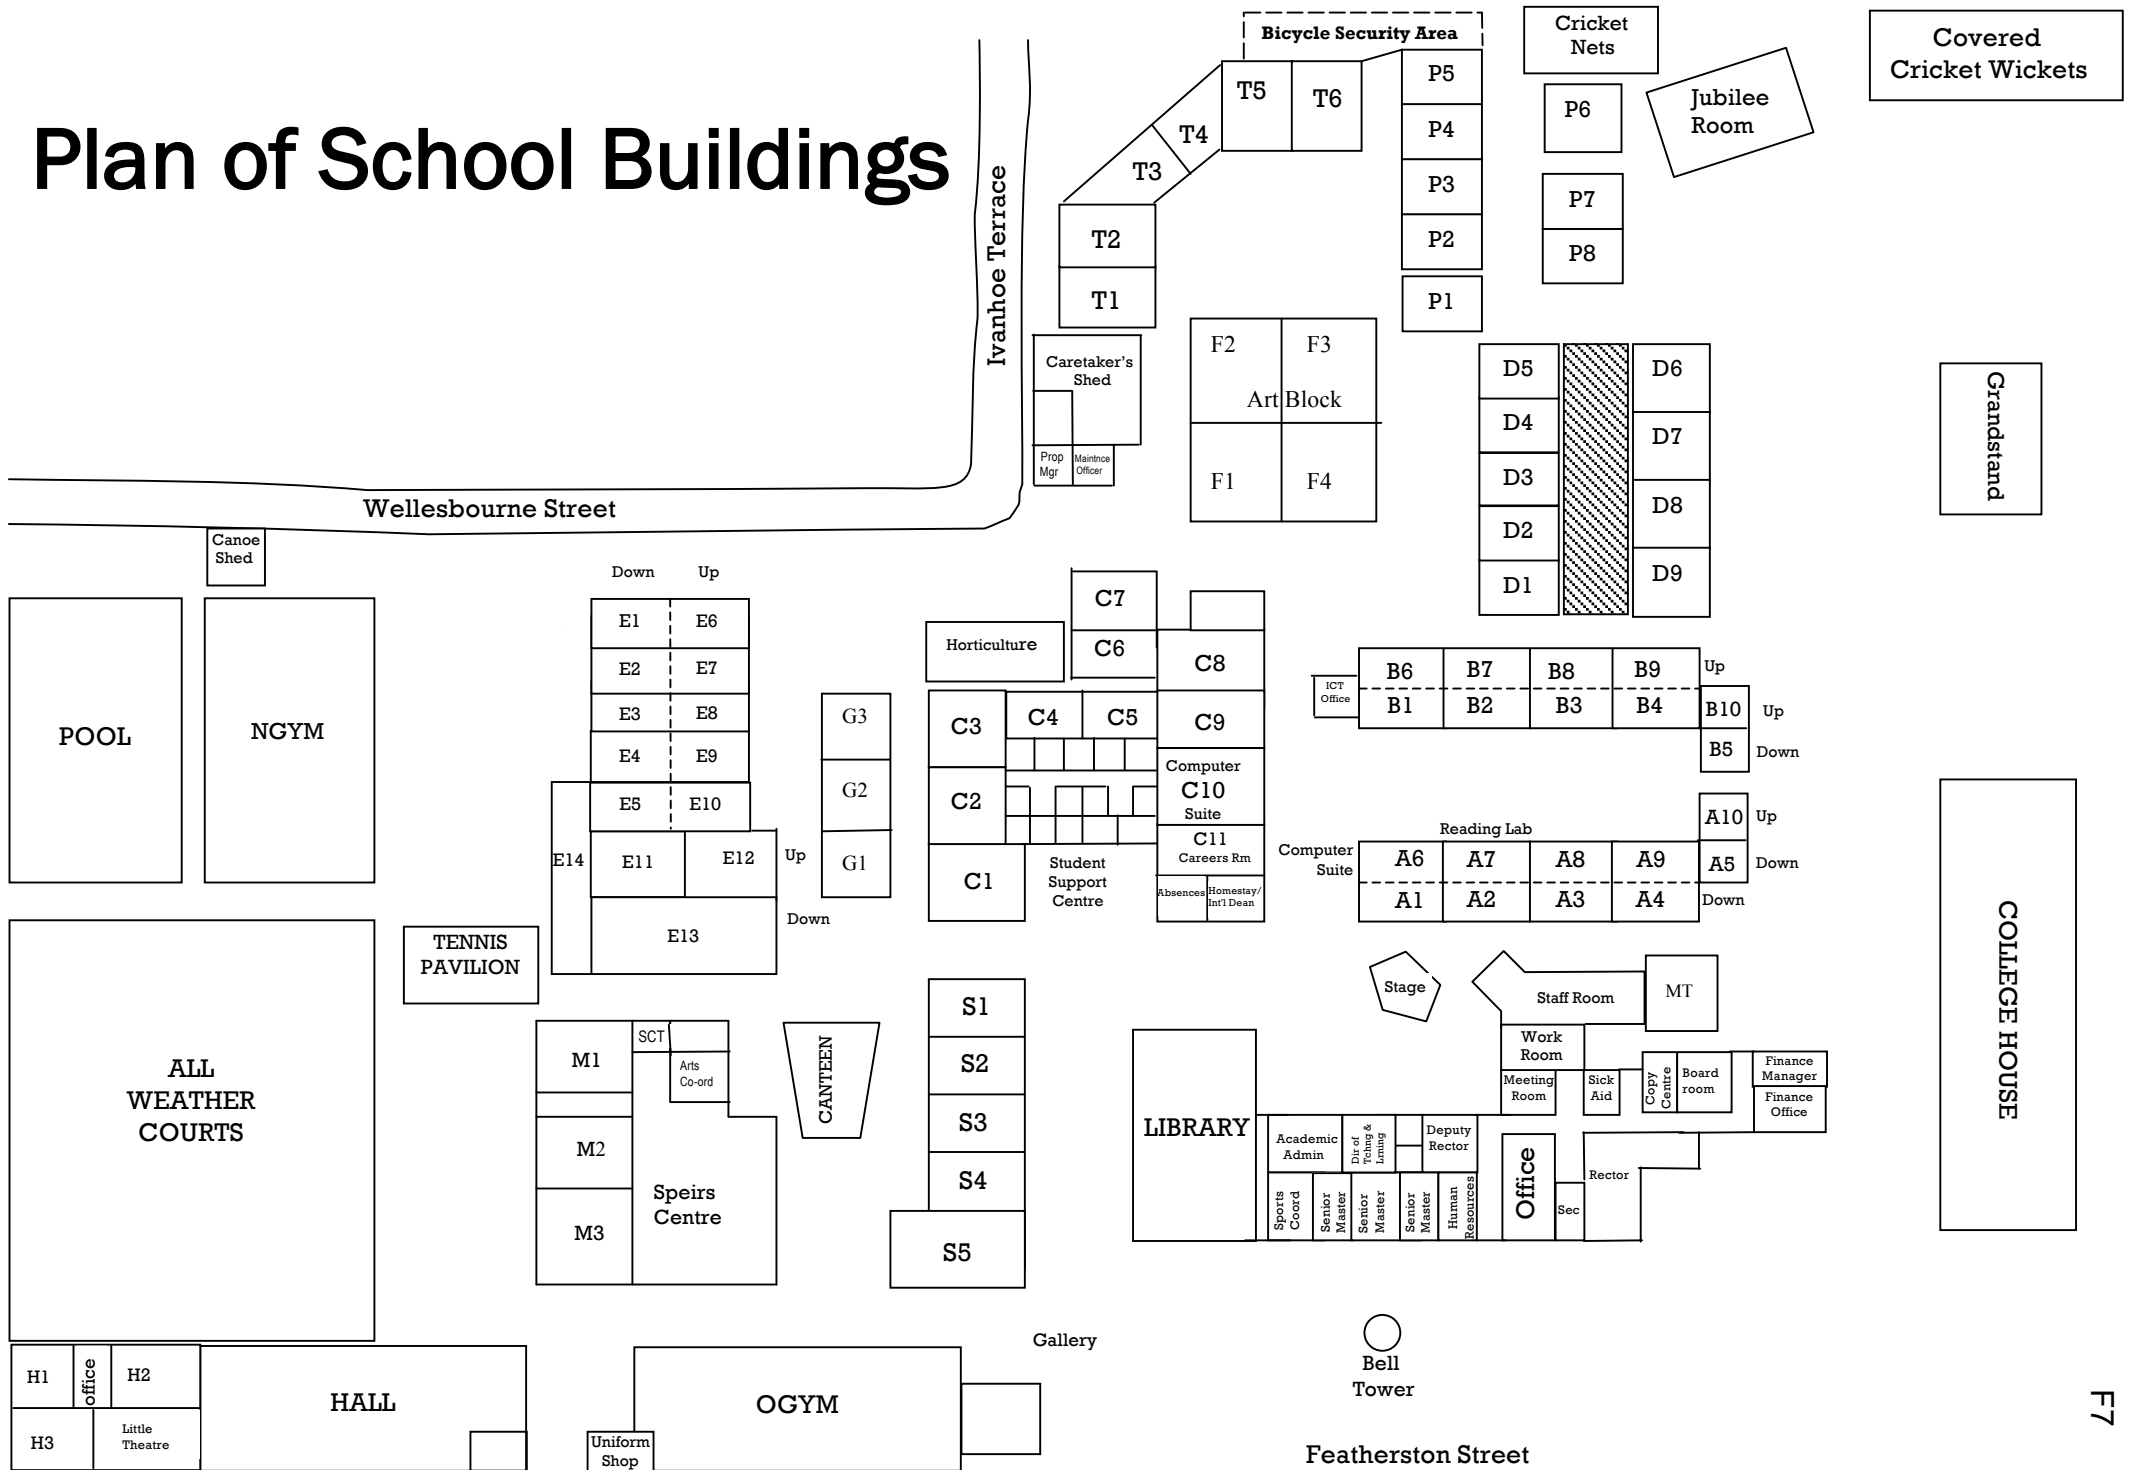 Plan of School Buildings
Bicycle Security Area
Cricket
Nets
Covered
Cricket Wickets
Jubilee
Room
T5
T6
T4
T3
T2
T1
P5
P4
P3
P2
P1
P6
P7
P8
Ivanhoe Terrace
Wellesbourne Street
Caretaker's
Shed
Prop
Mgr
Maintnce
Officer
F2
F3
Art Block
F1
F4
D5
D4
D3
D2
D1
D6
D7
D8
D9
Grandstand
Canoe
Shed
POOL
NGYM
Down
Up
E1
E6
E2
E7
E3
E8
E4
E9
E5
E10
E14
E11
E12
Up
E13
Down
G3
G2
G1
Horticulture
C7
C6
C8
C3
C4
C5
C9
C2
Computer
C10
Suite
C11
Careers Rm
C1
Student
Support
Centre
Absences
Homestay/
Int'l Dean
ICT
Office
B6
B7
B8
B9
Up
B1
B2
B3
B4
B10
Up
B5
Down
A10
Up
Reading Lab
Computer
Suite
A6
A7
A8
A9
A5
Down
A1
A2
A3
A4
Down
COLLEGE HOUSE
ALL
WEATHER
COURTS
TENNIS
PAVILION
M1
SCT
Arts
Co-ord
M2
M3
Speirs
Centre
CANTEEN
S1
S2
S3
S4
S5
Stage
Staff Room
MT
Work
Room
Meeting
Room
Sick
Aid
Copy
Centre
Board
room
Finance
Manager
Finance
Office
LIBRARY
Academic
Admin
Dir of
Tchng &
Lrning
Deputy
Rector
Sports
Coord
Senior
Master
Senior
Master
Senior
Master
Human
Resources
Office
Sec
Rector
H1
office
H2
H3
Little
Theatre
HALL
Uniform
Shop
OGYM
Gallery
Bell
Tower
Featherston Street
F7